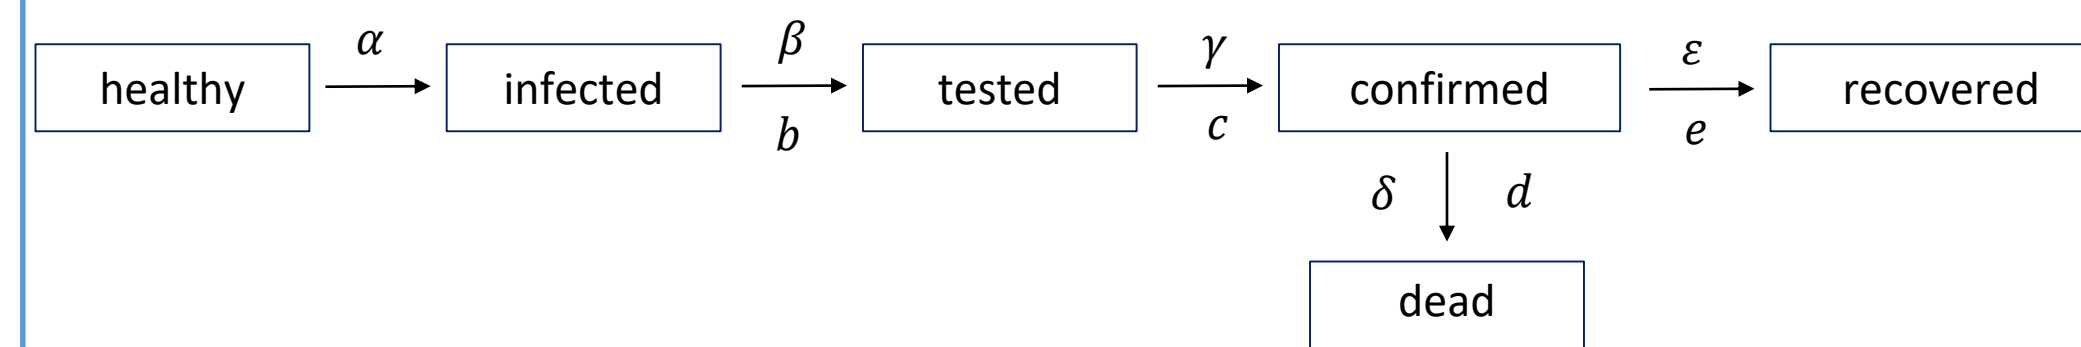 α β γ ε
healthy infected tested confirmed recovered
b c e
δ d
dead